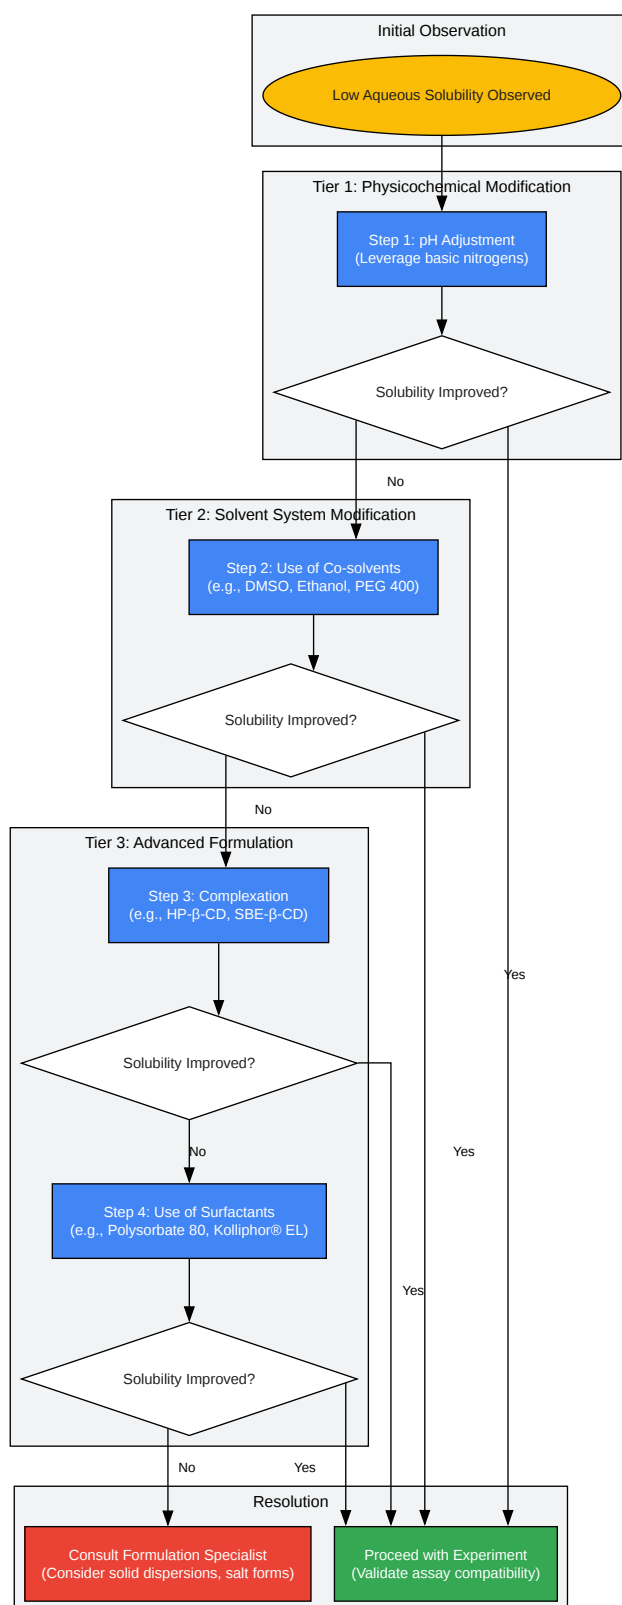 Initial Observation
Low Aqueous Solubility Observed
Tier 1: Physicochemical Modification
Step 1: pH Adjustment
(Leverage basic nitrogens)
Solubility Improved?
No
Tier 2: Solvent System Modification
Step 2: Use of Co-solvents
(e.g., DMSO, Ethanol, PEG 400)
Solubility Improved?
No
Tier 3: Advanced Formulation
Step 3: Complexation
(e.g., HP-β-CD, SBE-β-CD)
Yes
Solubility Improved?
No
Yes
Step 4: Use of Surfactants
(e.g., Polysorbate 80, Kolliphor® EL)
Yes
Solubility Improved?
No
Yes
Resolution
Consult Formulation Specialist
(Consider solid dispersions, salt forms)
Proceed with Experiment
(Validate assay compatibility)